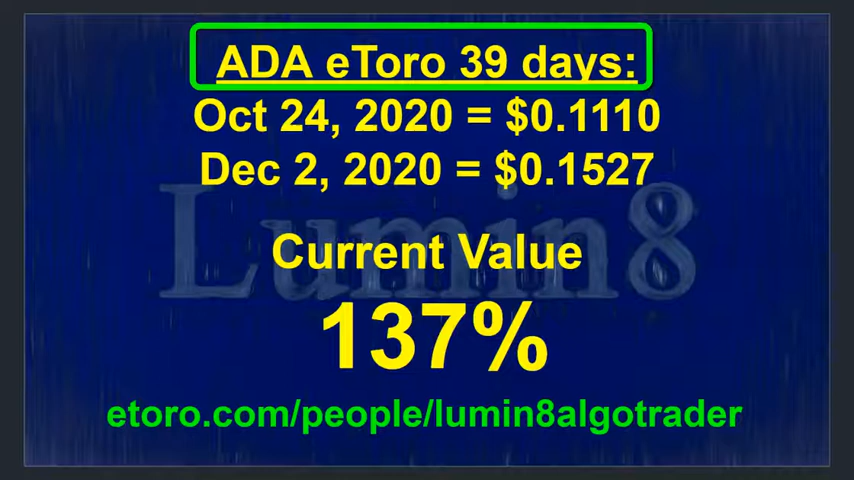 ADA eToro 39 days:
Oct 24, 2020 = $0.1110
Dec 2, 2020 = $0.1527
Lumin8
Current Value
137%
etoro.com/people/lumin8algotrader